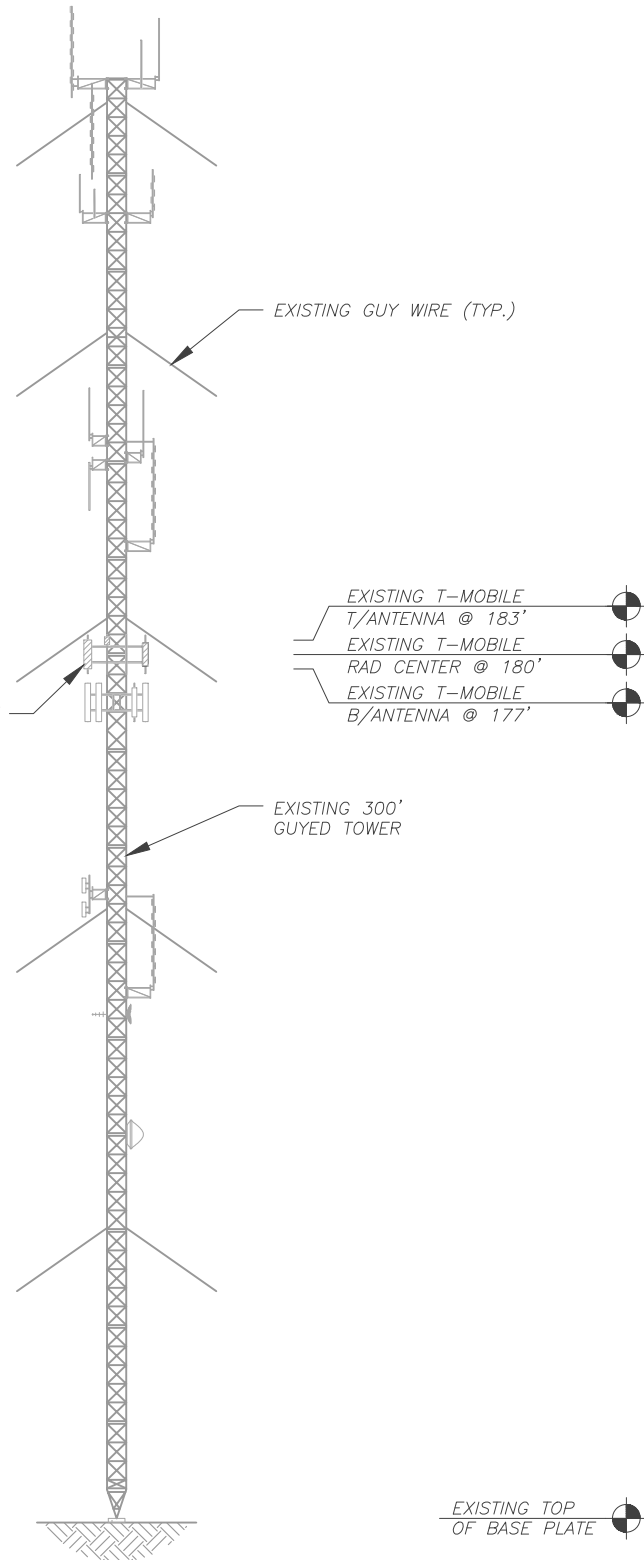 EXISTING GUY WIRE (TYP.)
EXISTING T-MOBILE
T/ANTENNA @ 183'
EXISTING T-MOBILE
RAD CENTER @ 180'
EXISTING T-MOBILE
B/ANTENNA @ 177'
EXISTING 300'
GUYED TOWER
EXISTING TOP
OF BASE PLATE